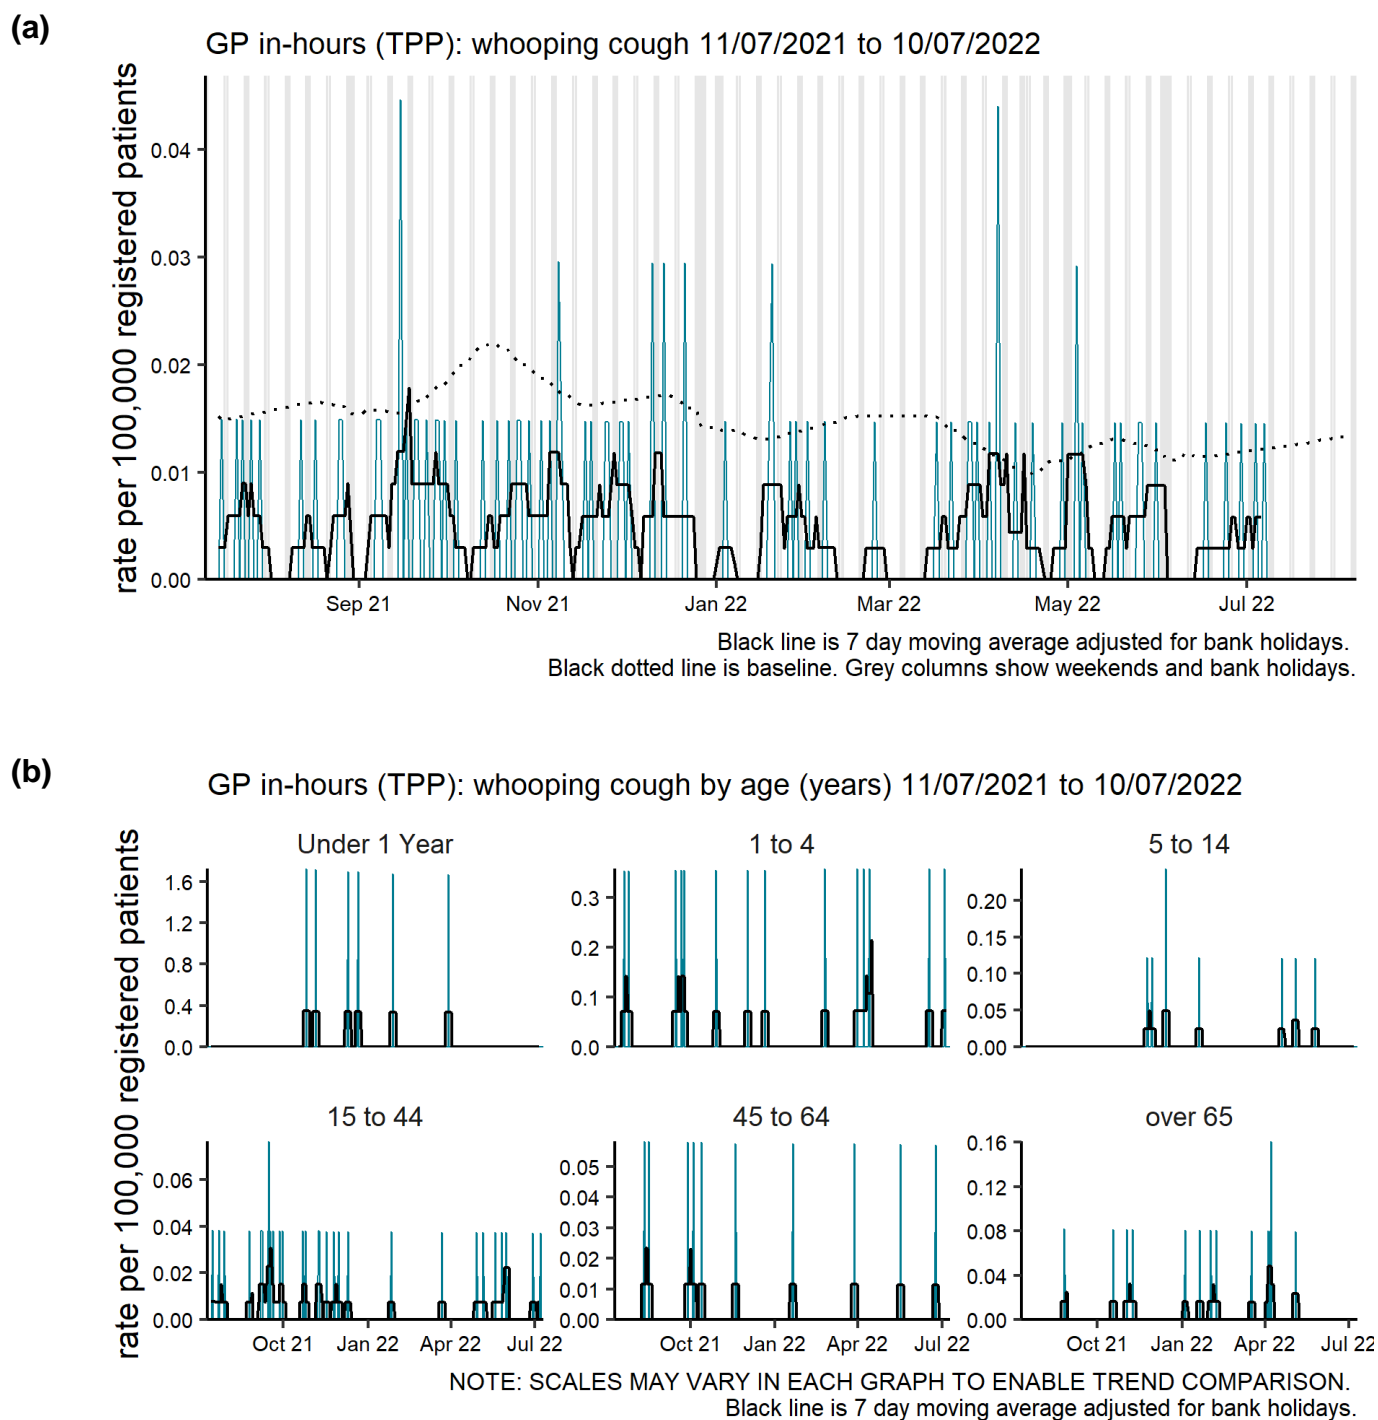 (a)
GP in-hours (TPP): whooping cough 11/07/2021 to 10/07/2022
rate per 100,000 registered patients
0.04
0.03
0.02
0.01
0.00
Sep 21 Nov 21 Jan 22 Mar 22 May 22 Jul 22
Black line is 7 day moving average adjusted for bank holidays.
Black dotted line is baseline. Grey columns show weekends and bank holidays.
(b)
GP in-hours (TPP): whooping cough by age (years) 11/07/2021 to 10/07/2022
rate per 100,000 registered patients
Under 1 Year
1.6
1.2
0.8
0.4
0.0
1 to 4
0.3
0.2
0.1
0.0
5 to 14
0.20
0.15
0.10
0.05
0.00
15 to 44
0.06
0.04
0.02
0.00
Oct 21 Jan 22 Apr 22 Jul 22
45 to 64
0.05
0.04
0.03
0.02
0.01
0.00
Oct 21 Jan 22 Apr 22 Jul 22
over 65
0.16
0.12
0.08
0.04
0.00
Oct 21 Jan 22 Apr 22 Jul 22
NOTE: SCALES MAY VARY IN EACH GRAPH TO ENABLE TREND COMPARISON.
Black line is 7 day moving average adjusted for bank holidays.